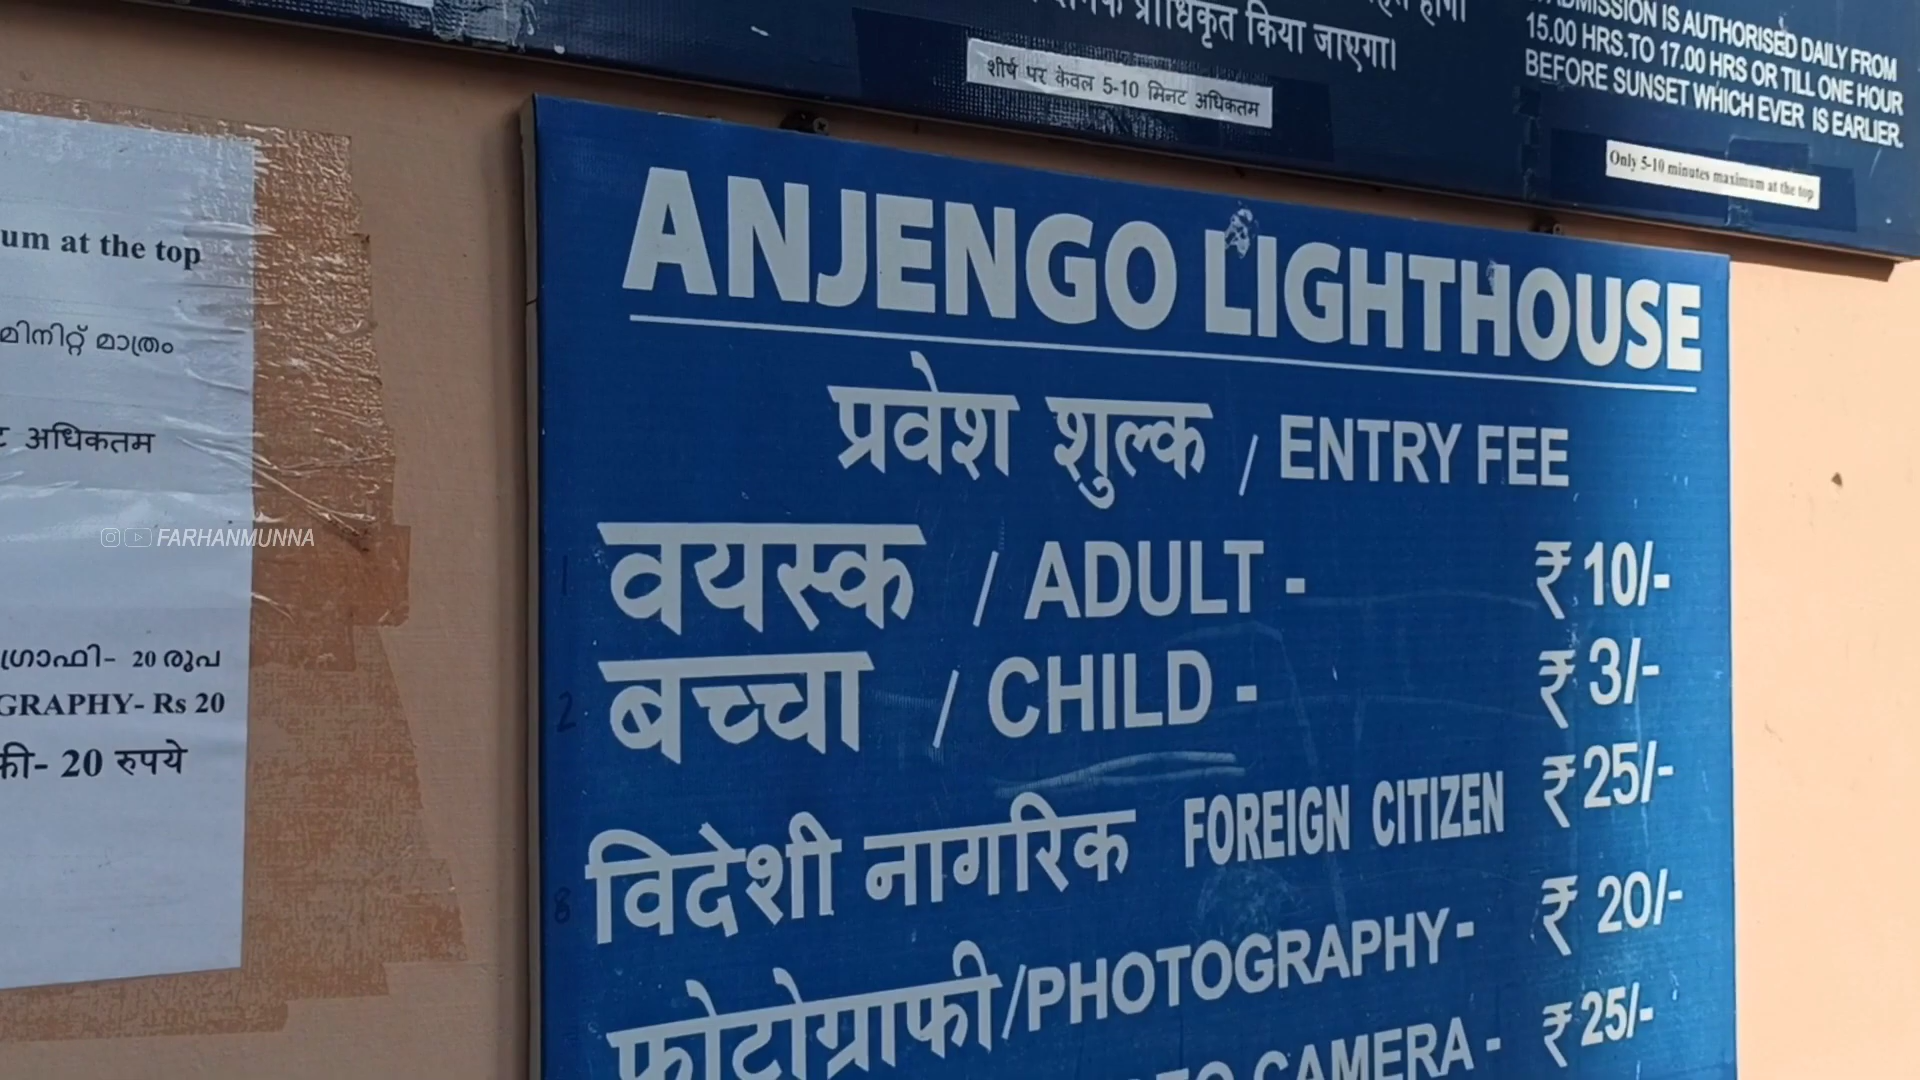 प्राधिकृत किया जाएगा।
शीर्ष पर केवल 5-10 मिनट अधिकतम
ADMISSION IS AUTHORISED DAILY FROM
15.00 HRS.TO 17.00 HRS OR TILL ONE HOUR
BEFORE SUNSET WHICH EVER IS EARLIER.
Only 5-10 minutes maximum at the top
at the top
മിനിറ്റ് മാത്രം
अधिकतम
20 രൂപ
GRAPHY- Rs 20
20 रुपये
FARHANMUNNA
ANJENGO LIGHTHOUSE
प्रवेश शुल्क / ENTRY FEE
वयस्क / ADULT - ₹ 10/-
बच्चा / CHILD - ₹ 3/-
विदेशी नागरिक FOREIGN CITIZEN ₹ 25/-
फोटोग्राफी/PHOTOGRAPHY- ₹ 20/-
CAMERA - ₹ 25/-